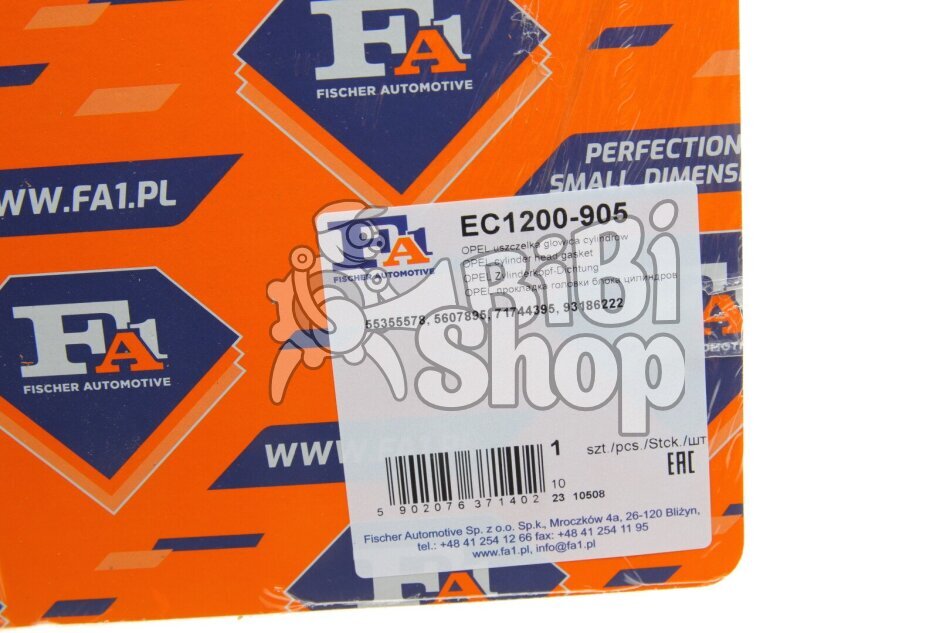 FA1
FISCHER AUTOMOTIVE
PERFECTION
SMALL DIMENS
WW.FA1.PL
FA1
FISCHER AUTOMOTIVE
EC1200-905
FA1
FISCHER AUTOMOTIVE
OPEL uszczelka głowica cylindrów
OPEL cylinder head gasket
OPEL Zylinderkopf-Dichtung
OPEL прокладка головки блока цилиндров
55355578, 5607895, 71744395, 93186222
BiBi
Shop
WWW
1 szt./pcs./Stck./шт
EAC
10
5 902076 371402 23 10508
Fischer Automotive Sp. z o.o. Sp.k., Mroczków 4a, 26-120 Bliżyn,
tel.: +48 41 254 12 66 fax: +48 41 254 11 95
www.fa1.pl, info@fa1.pl
FA1